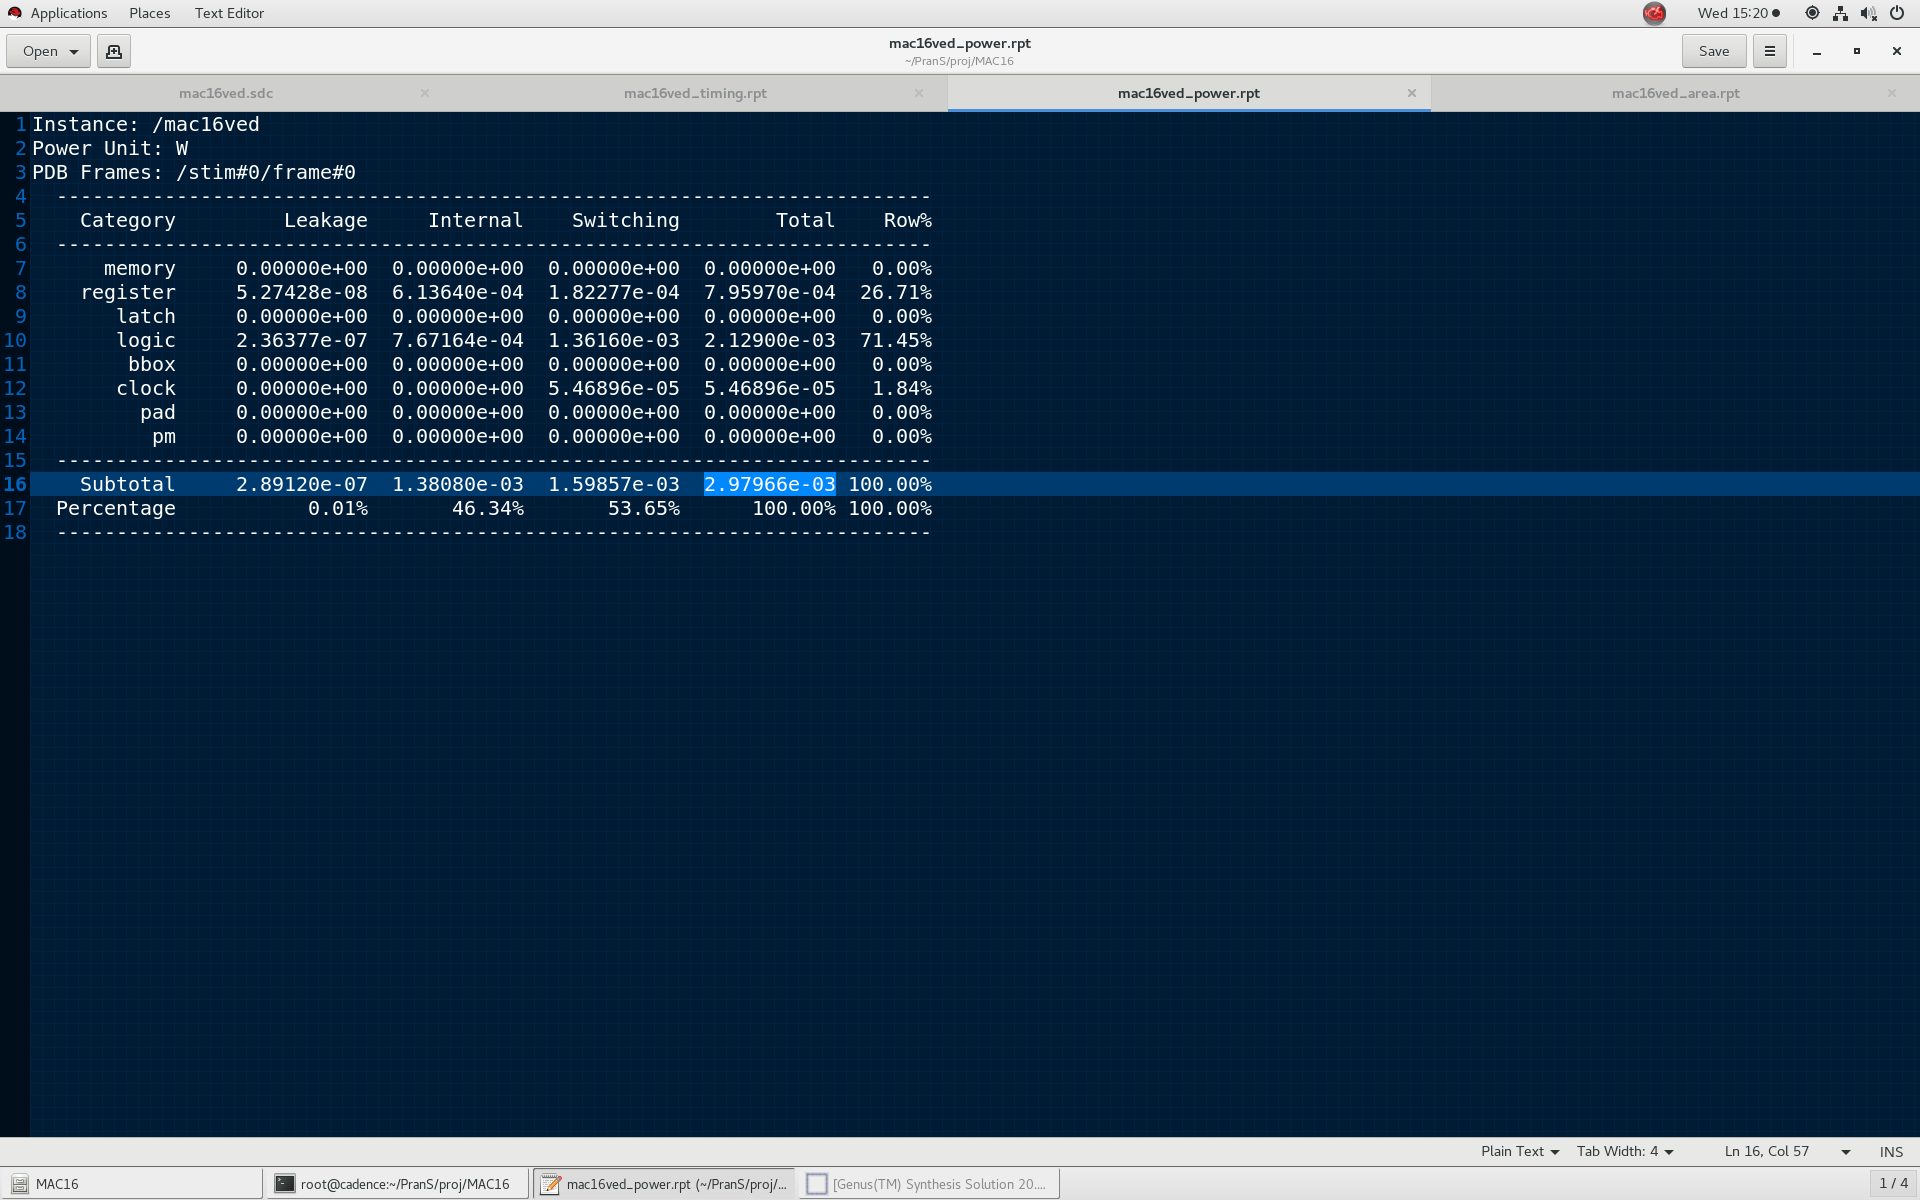 Applications Places Text Editor Wed 15:20
Open mac16ved_power.rpt Save
~/PranS/proj/MAC16
mac16ved.sdc mac16ved_timing.rpt mac16ved_power.rpt mac16ved_area.rpt
1 Instance: /mac16ved
2 Power Unit: W
3 PDB Frames: /stim#0/frame#0
4 -------------------------------------------------------------------------
5 Category Leakage Internal Switching Total Row%
6 -------------------------------------------------------------------------
7 memory 0.00000e+00 0.00000e+00 0.00000e+00 0.00000e+00 0.00%
8 register 5.27428e-08 6.13640e-04 1.82277e-04 7.95970e-04 26.71%
9 latch 0.00000e+00 0.00000e+00 0.00000e+00 0.00000e+00 0.00%
10 logic 2.36377e-07 7.67164e-04 1.36160e-03 2.12900e-03 71.45%
11 bbox 0.00000e+00 0.00000e+00 0.00000e+00 0.00000e+00 0.00%
12 clock 0.00000e+00 0.00000e+00 5.46896e-05 5.46896e-05 1.84%
13 pad 0.00000e+00 0.00000e+00 0.00000e+00 0.00000e+00 0.00%
14 pm 0.00000e+00 0.00000e+00 0.00000e+00 0.00000e+00 0.00%
15 -------------------------------------------------------------------------
16 Subtotal 2.89120e-07 1.38080e-03 1.59857e-03 2.97966e-03 100.00%
17 Percentage 0.01% 46.34% 53.65% 100.00% 100.00%
18 -------------------------------------------------------------------------
Plain Text Tab Width: 4 Ln 16, Col 57 INS
MAC16 root@cadence:~/PranS/proj/MAC16 mac16ved_power.rpt (~/PranS/proj/... [Genus(TM) Synthesis Solution 20.... 1 / 4